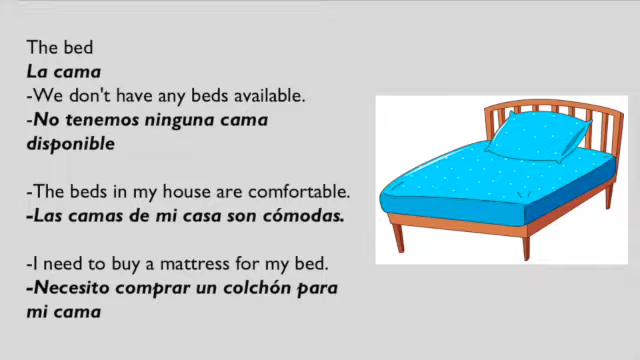 The bed
La cama
-We don't have any beds available.
-No tenemos ninguna cama
disponible
-The beds in my house are comfortable.
-Las camas de mi casa son cómodas.
-I need to buy a mattress for my bed.
-Necesito comprar un colchón para
mi cama